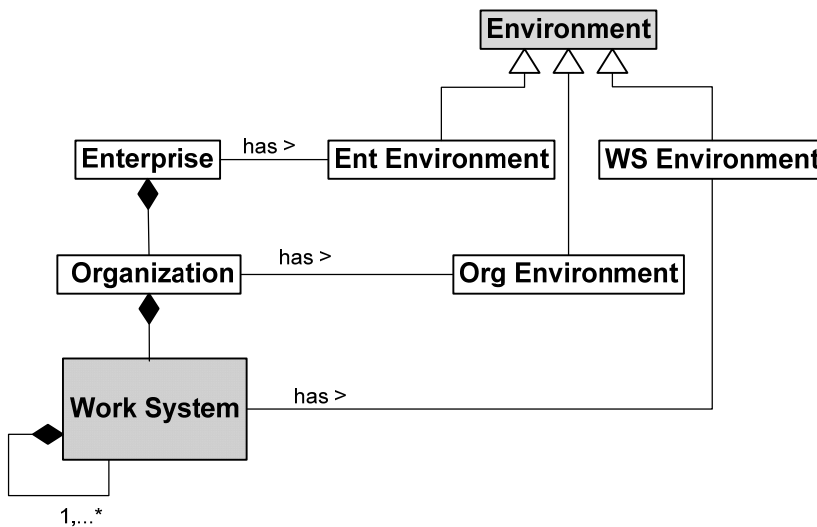 Environment
Enterprise
has >
Ent Environment
WS Environment
Organization
has >
Org Environment
Work System
has >
1,...*